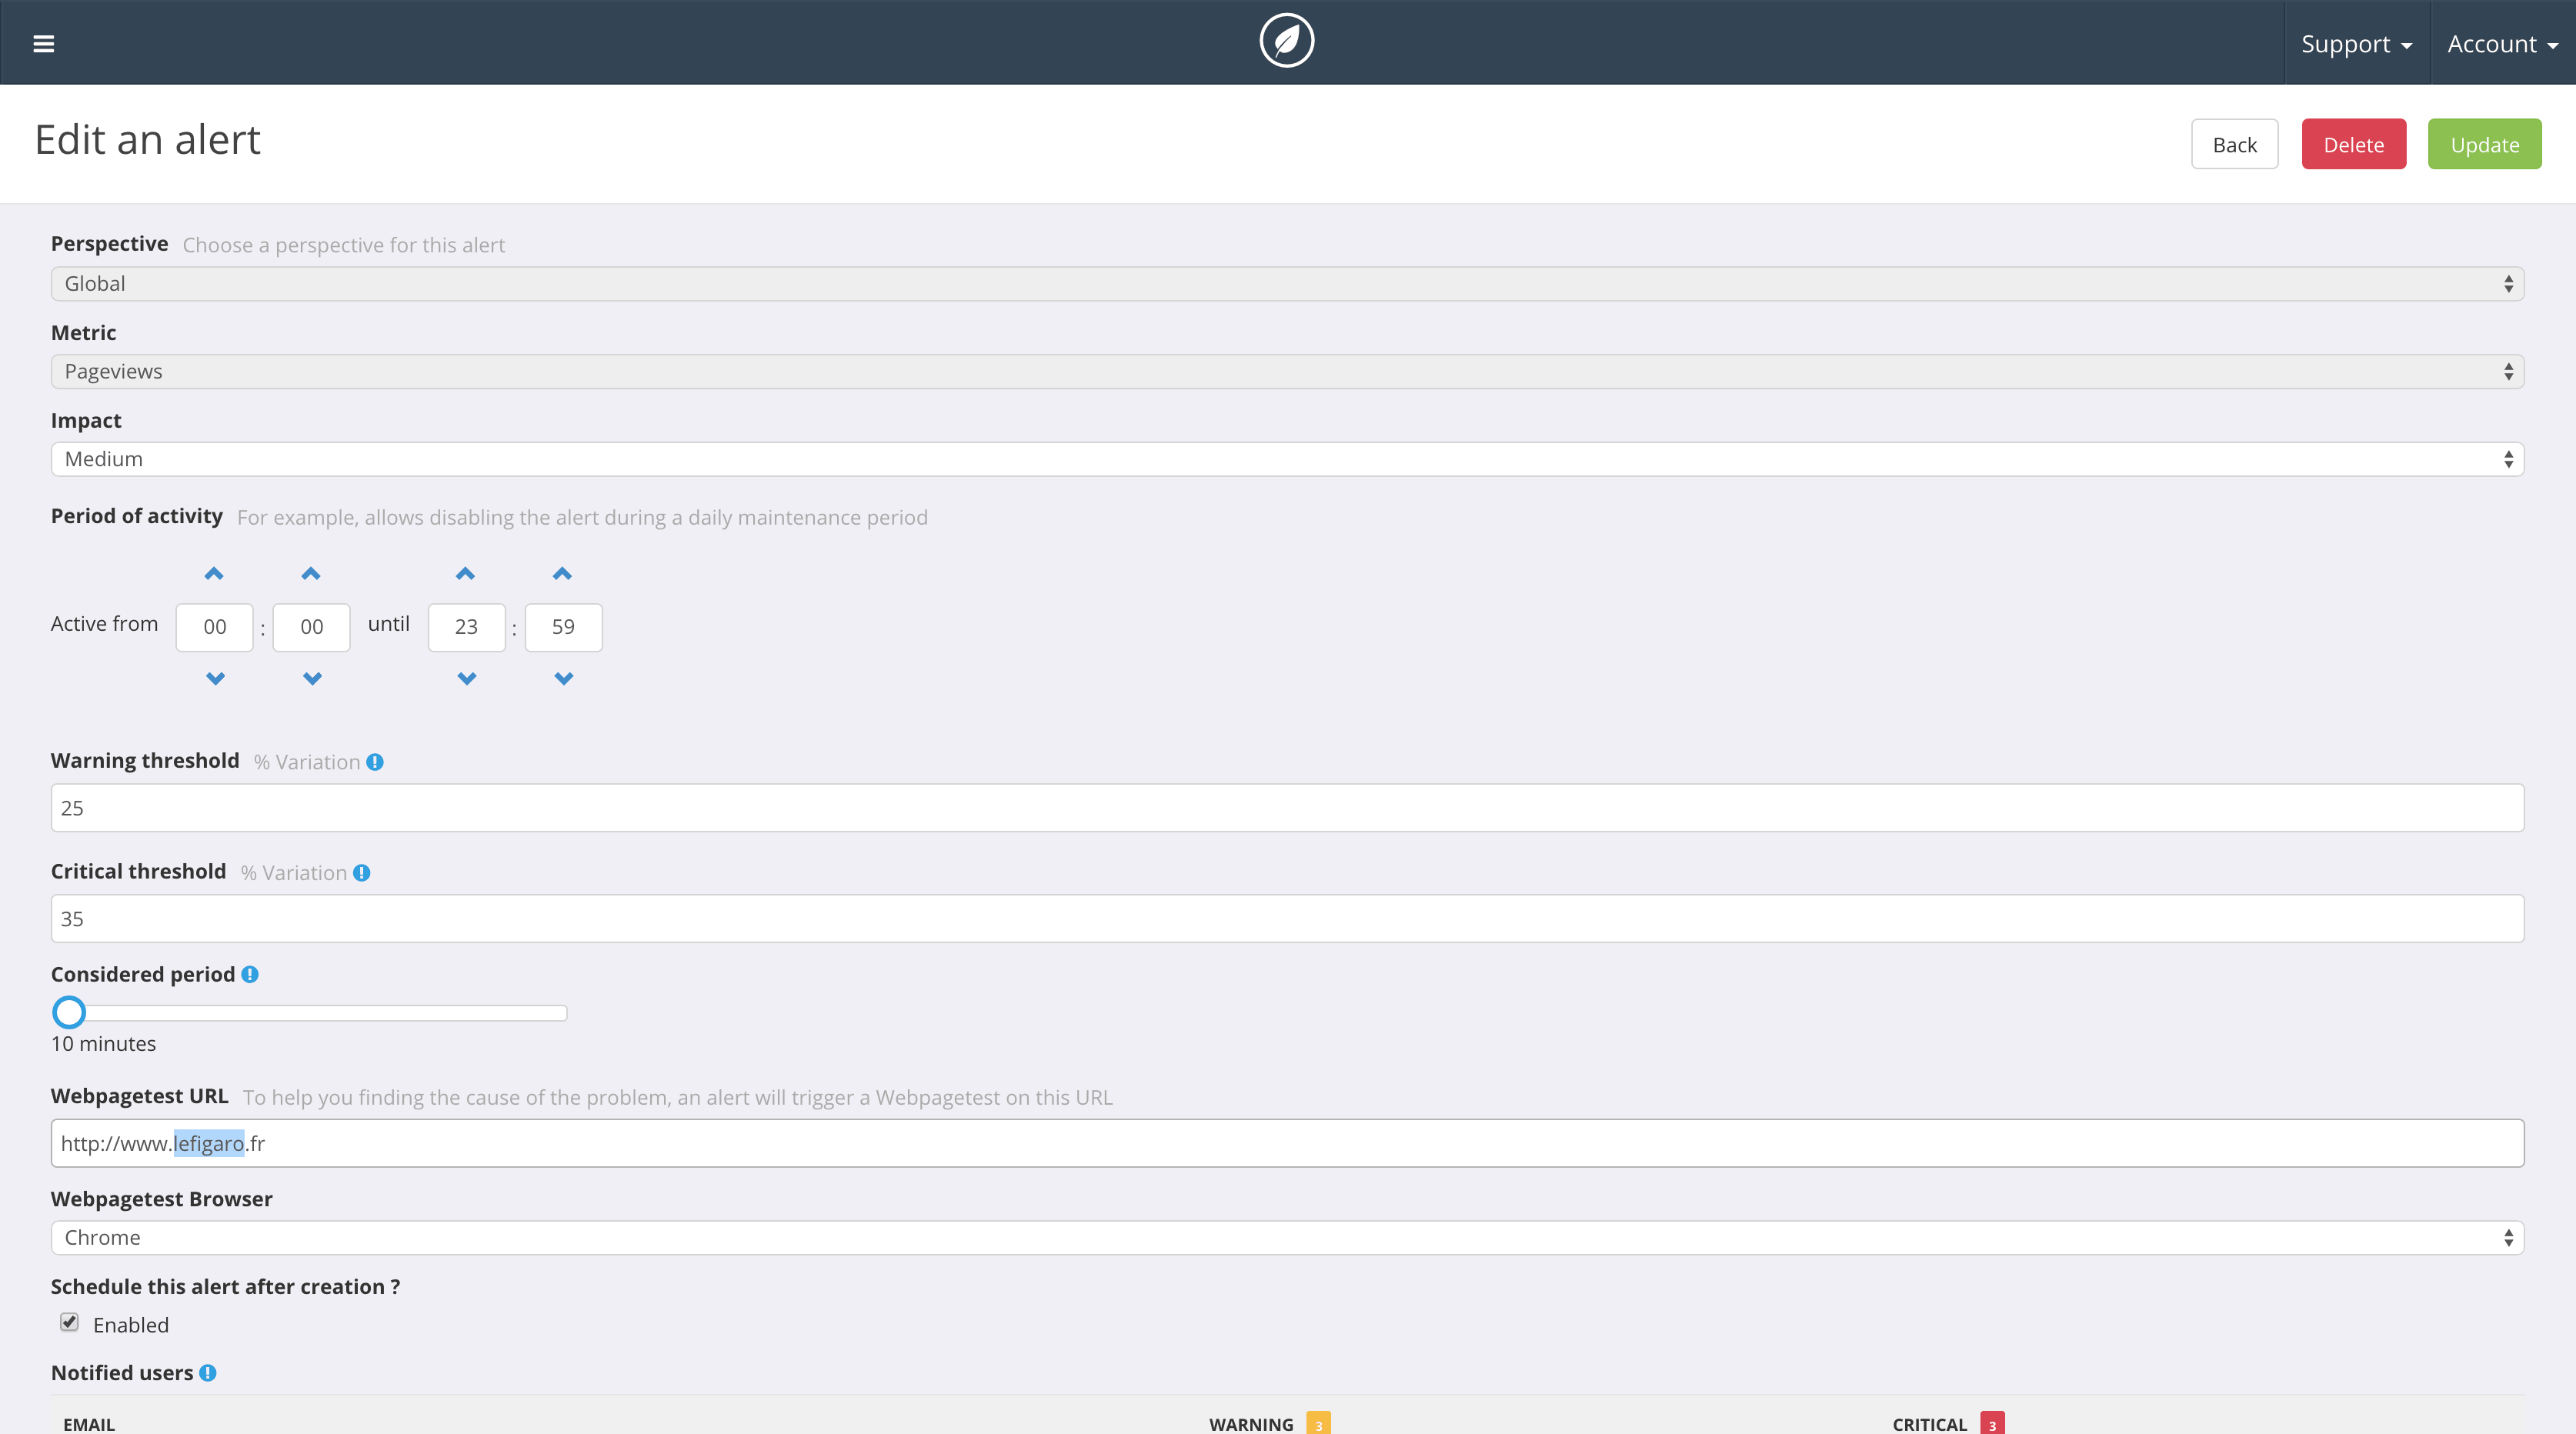 Support Account
Edit an alert
Back Delete Update
Perspective Choose a perspective for this alert
Global
Metric
Pageviews
Impact
Medium
Period of activity For example, allows disabling the alert during a daily maintenance period
Active from 00 : 00 until 23 : 59
Warning threshold % Variation
25
Critical threshold % Variation
35
Considered period
10 minutes
Webpagetest URL To help you finding the cause of the problem, an alert will trigger a Webpagetest on this URL
http://www.lefigaro.fr
Webpagetest Browser
Chrome
Schedule this alert after creation ?
Enabled
Notified users
EMAIL WARNING 3 CRITICAL 3